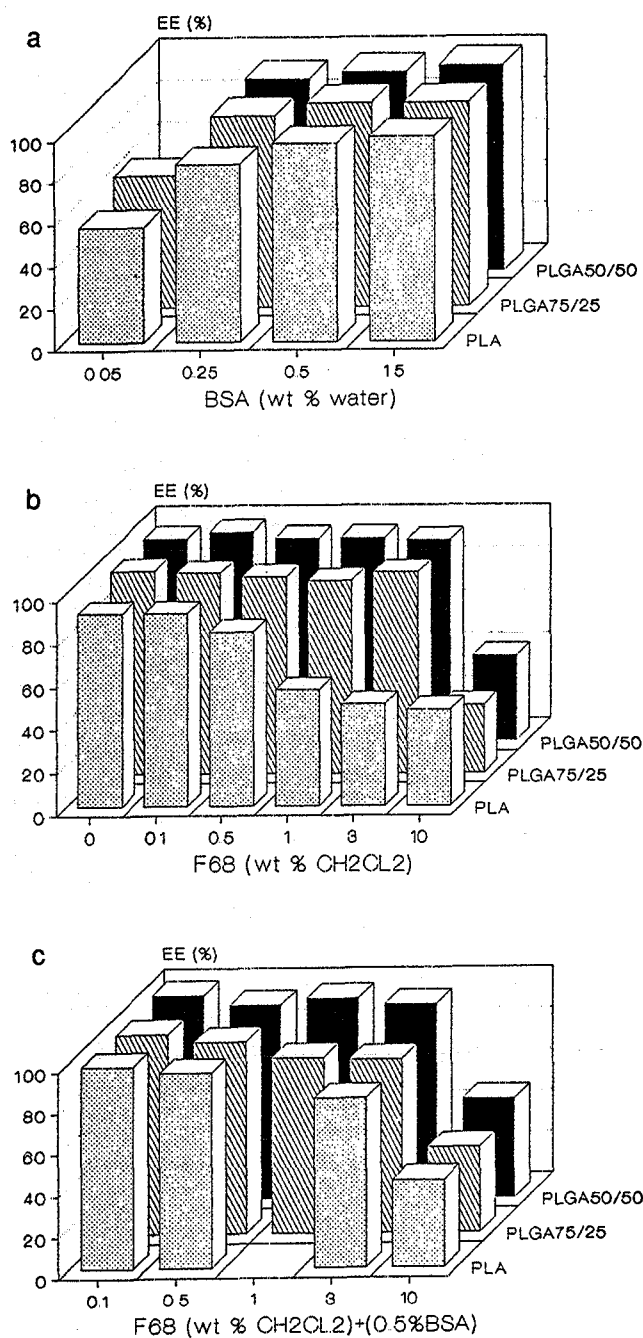 a
EE (%)
100
80
60
40
20
0
0.05
0.25
0.5
1.5
BSA (wt % water)
PLGA50/50
PLGA75/25
PLA
b
EE (%)
100
80
60
40
20
0
0
0.1
0.5
1
3
10
F68 (wt % CH2CL2)
PLGA50/50
PLGA75/25
PLA
c
EE (%)
100
80
60
40
20
0
0.1
0.5
1
3
10
F68 (wt % CH2CL2)+(0.5%BSA)
PLGA50/50
PLGA75/25
PLA